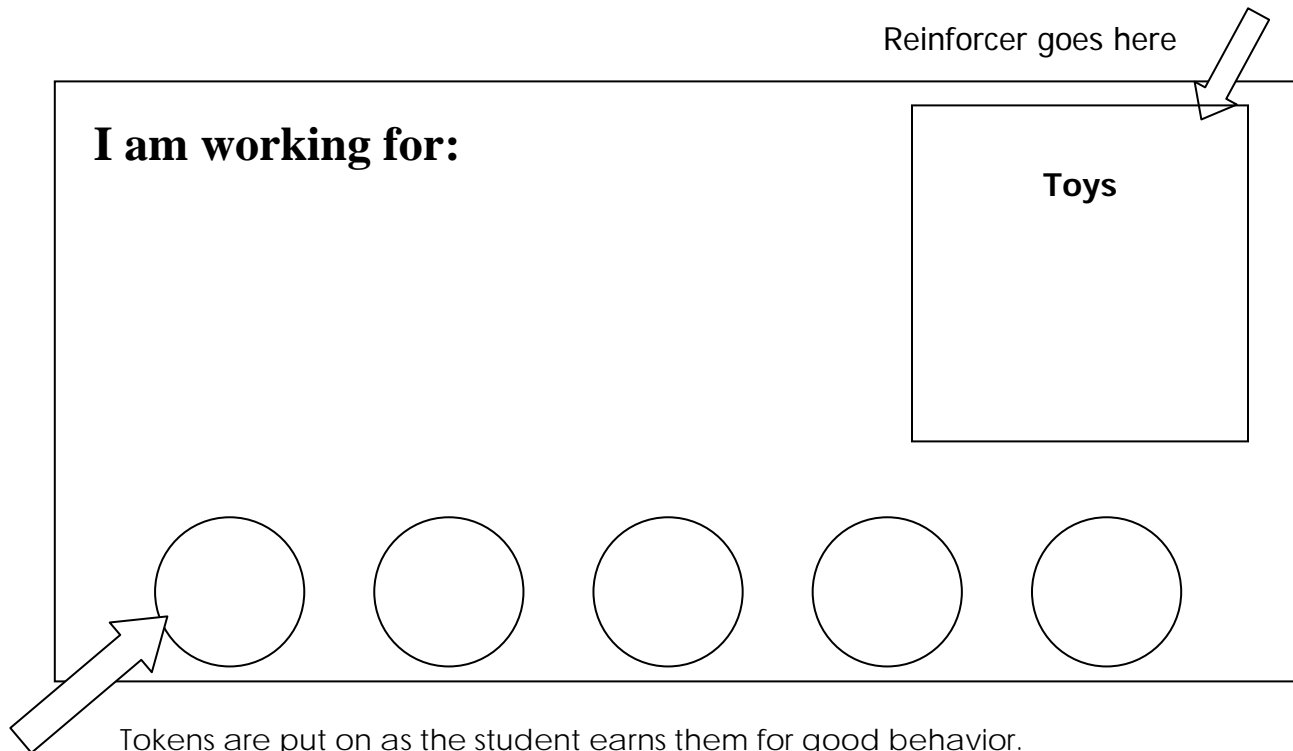 Reinforcer goes here
I am working for:
Toys
Tokens are put on as the student earns them for good behavior.